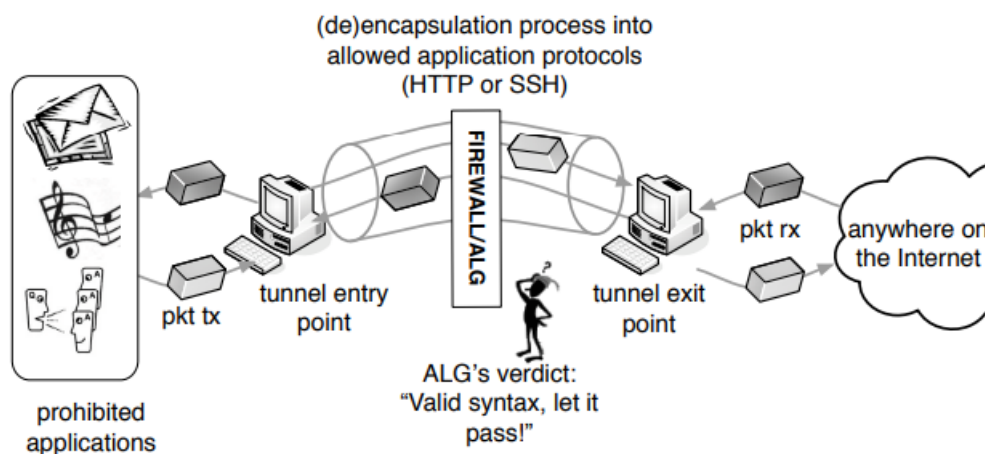 (de)encapsulation process into
allowed application protocols
(HTTP or SSH)
FIREWALL/ALG
pkt rx
anywhere on
the Internet
pkt tx
tunnel entry
point
tunnel exit
point
?
Q
A
A
A
ALG's verdict:
“Valid syntax, let it
pass!”
prohibited
applications